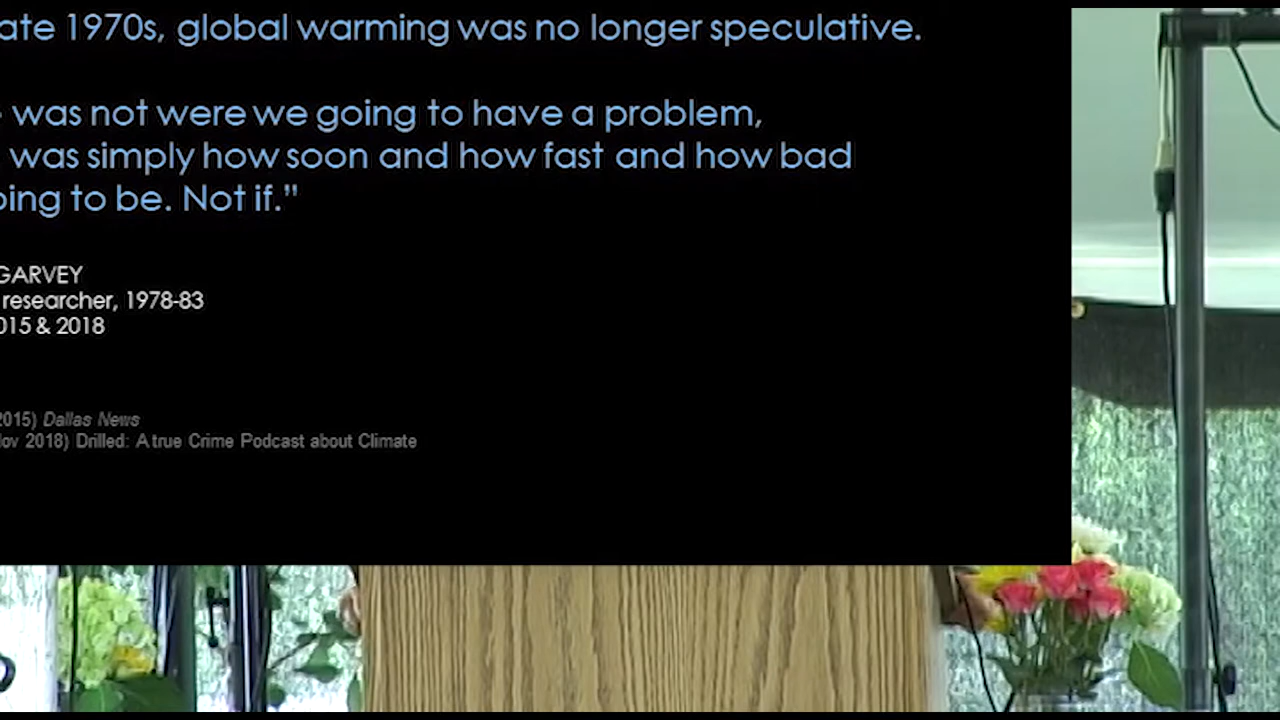 ate 1970s, global warming was no longer speculative.
was not were we going to have a problem,
was simply how soon and how fast and how bad
oing to be. Not if."
GARVEY
researcher, 1978-83
015 & 2018
2015) Dallas News
ov 2018) Drilled: A true Crime Podcast about Climate